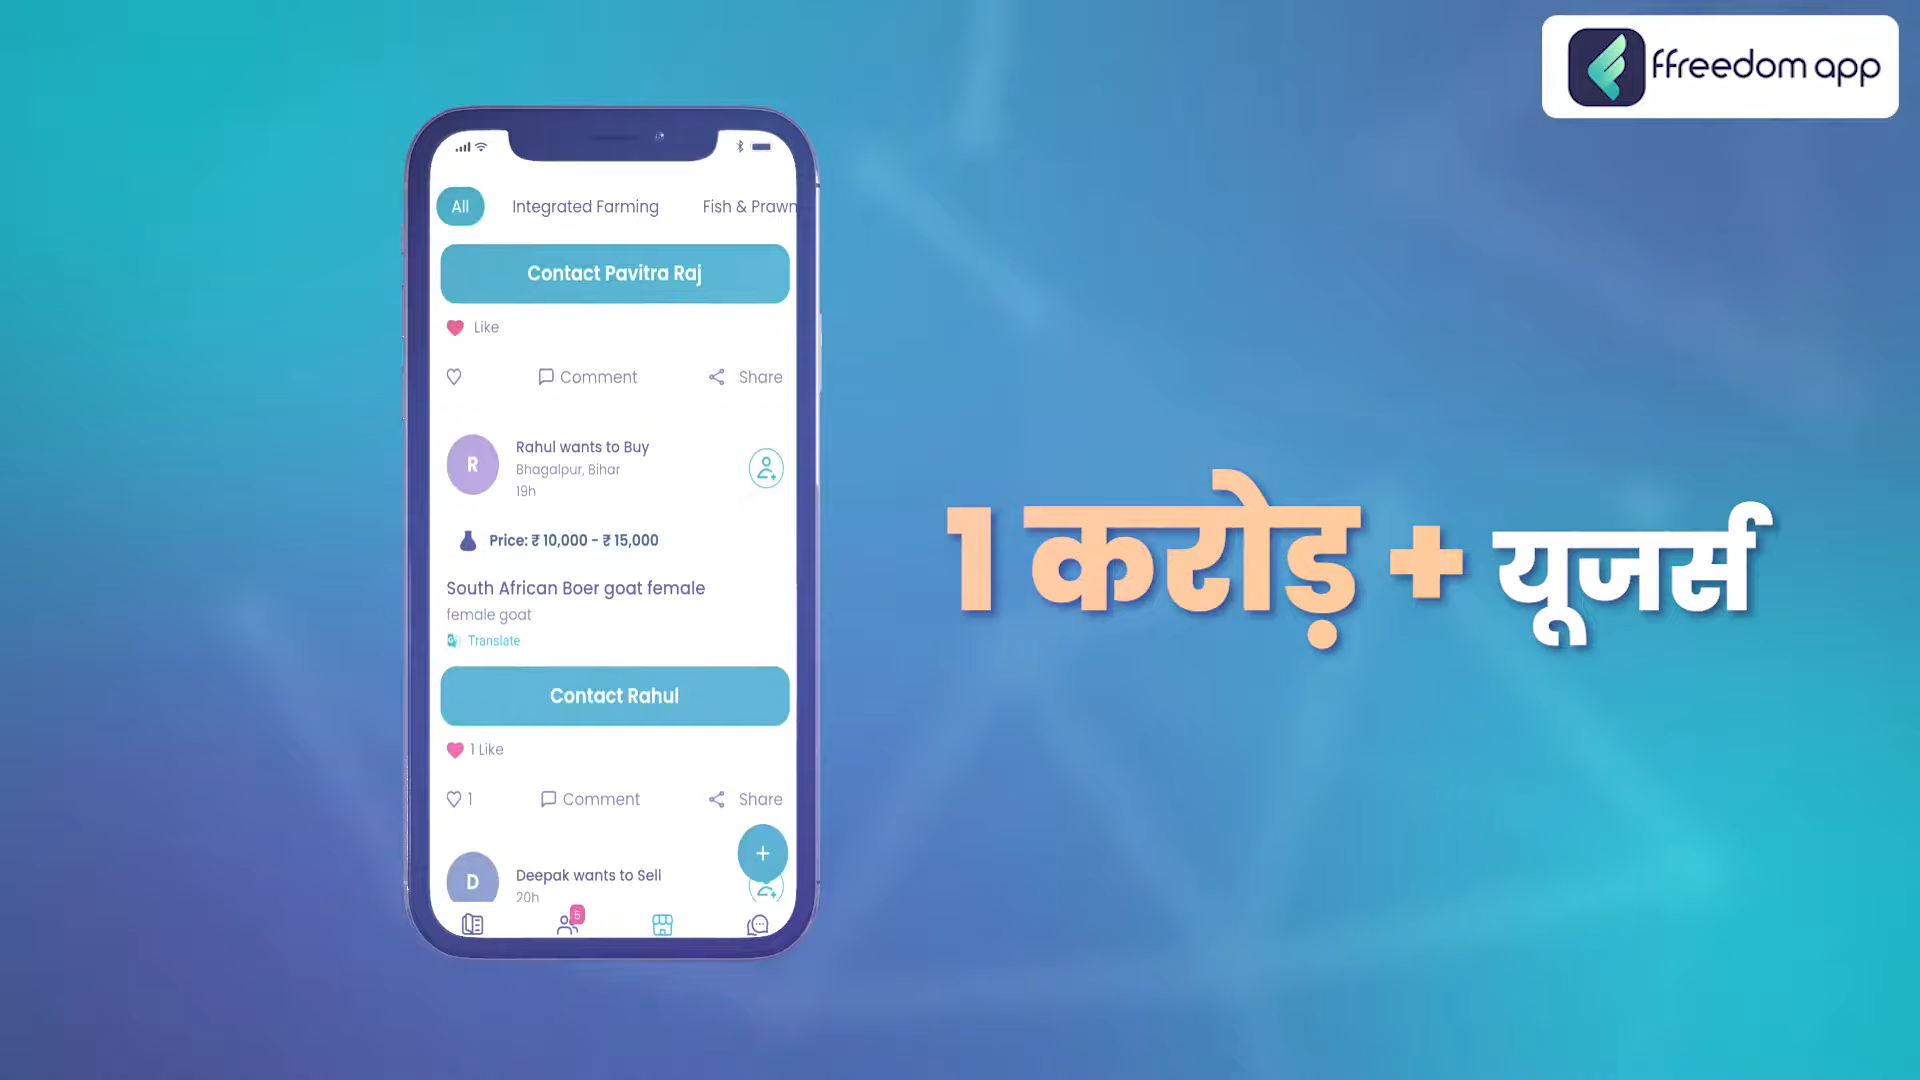 ffreedom app
All Integrated Farming Fish & Prawn
Contact Pavitra Raj
Like
Comment Share
R
Rahul wants to Buy
Bhagalpur, Bihar
19h
Price: ₹ 10,000 - ₹ 15,000
South African Boer goat female
female goat
Translate
Contact Rahul
1 Like
1 Comment Share
+
D
Deepak wants to Sell
20h
5
1 करोड़ + यूजर्स